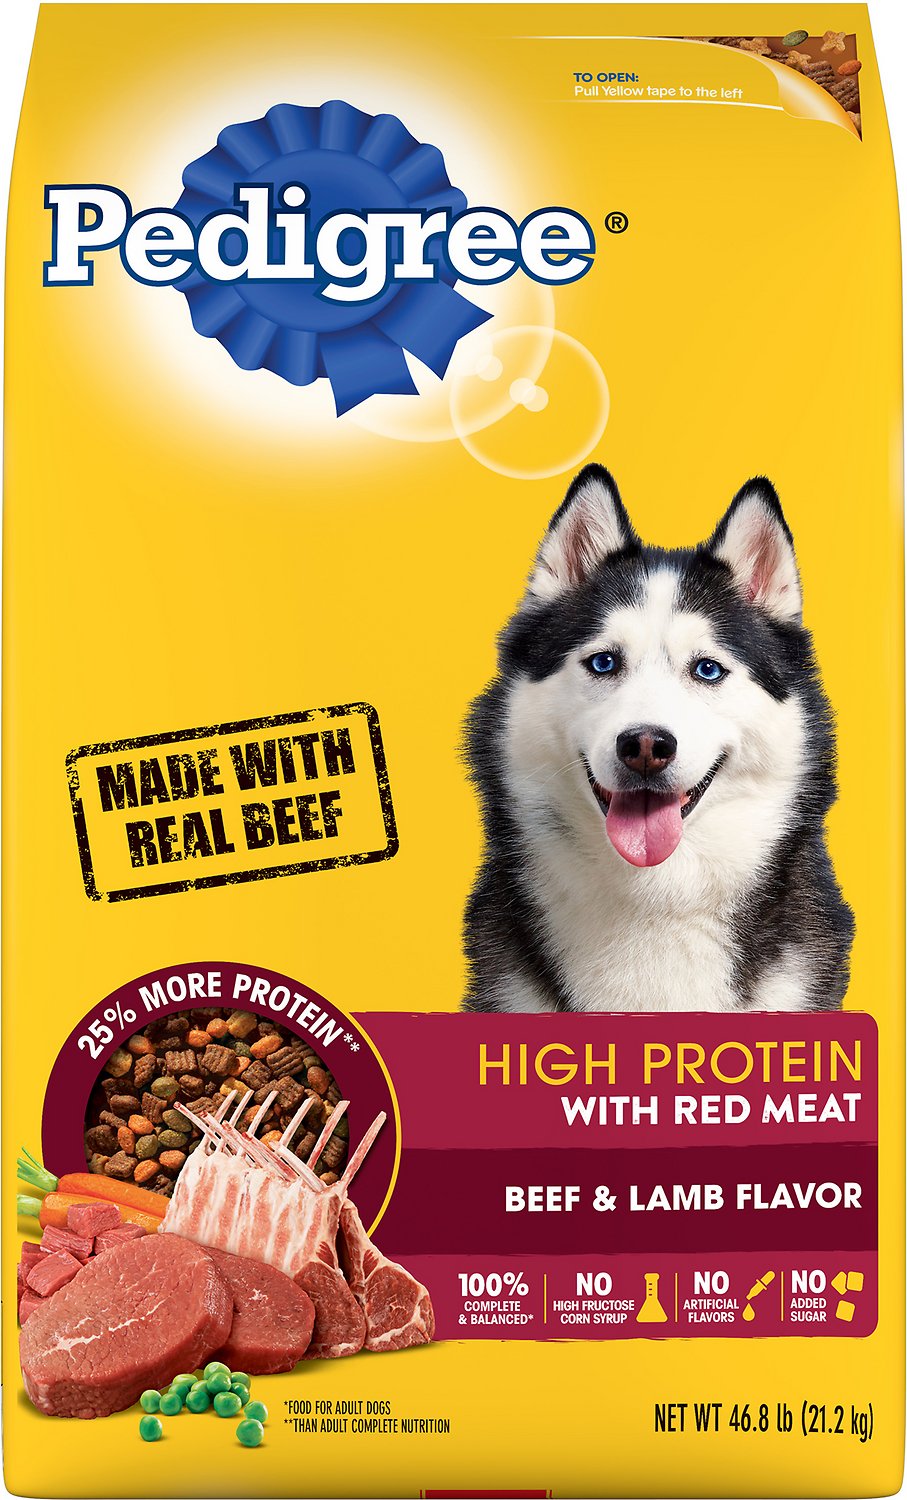 TO OPEN:
Pull Yellow tape to the left
Pedigree®
MADE WITH
REAL BEEF
25% MORE PROTEIN**
HIGH PROTEIN
WITH RED MEAT
BEEF & LAMB FLAVOR
100%
COMPLETE
& BALANCED*
NO
HIGH FRUCTOSE
CORN SYRUP
NO
ARTIFICIAL
FLAVORS
NO
ADDED
SUGAR
*FOOD FOR ADULT DOGS
**THAN ADULT COMPLETE NUTRITION
NET WT 46.8 lb (21.2 kg)